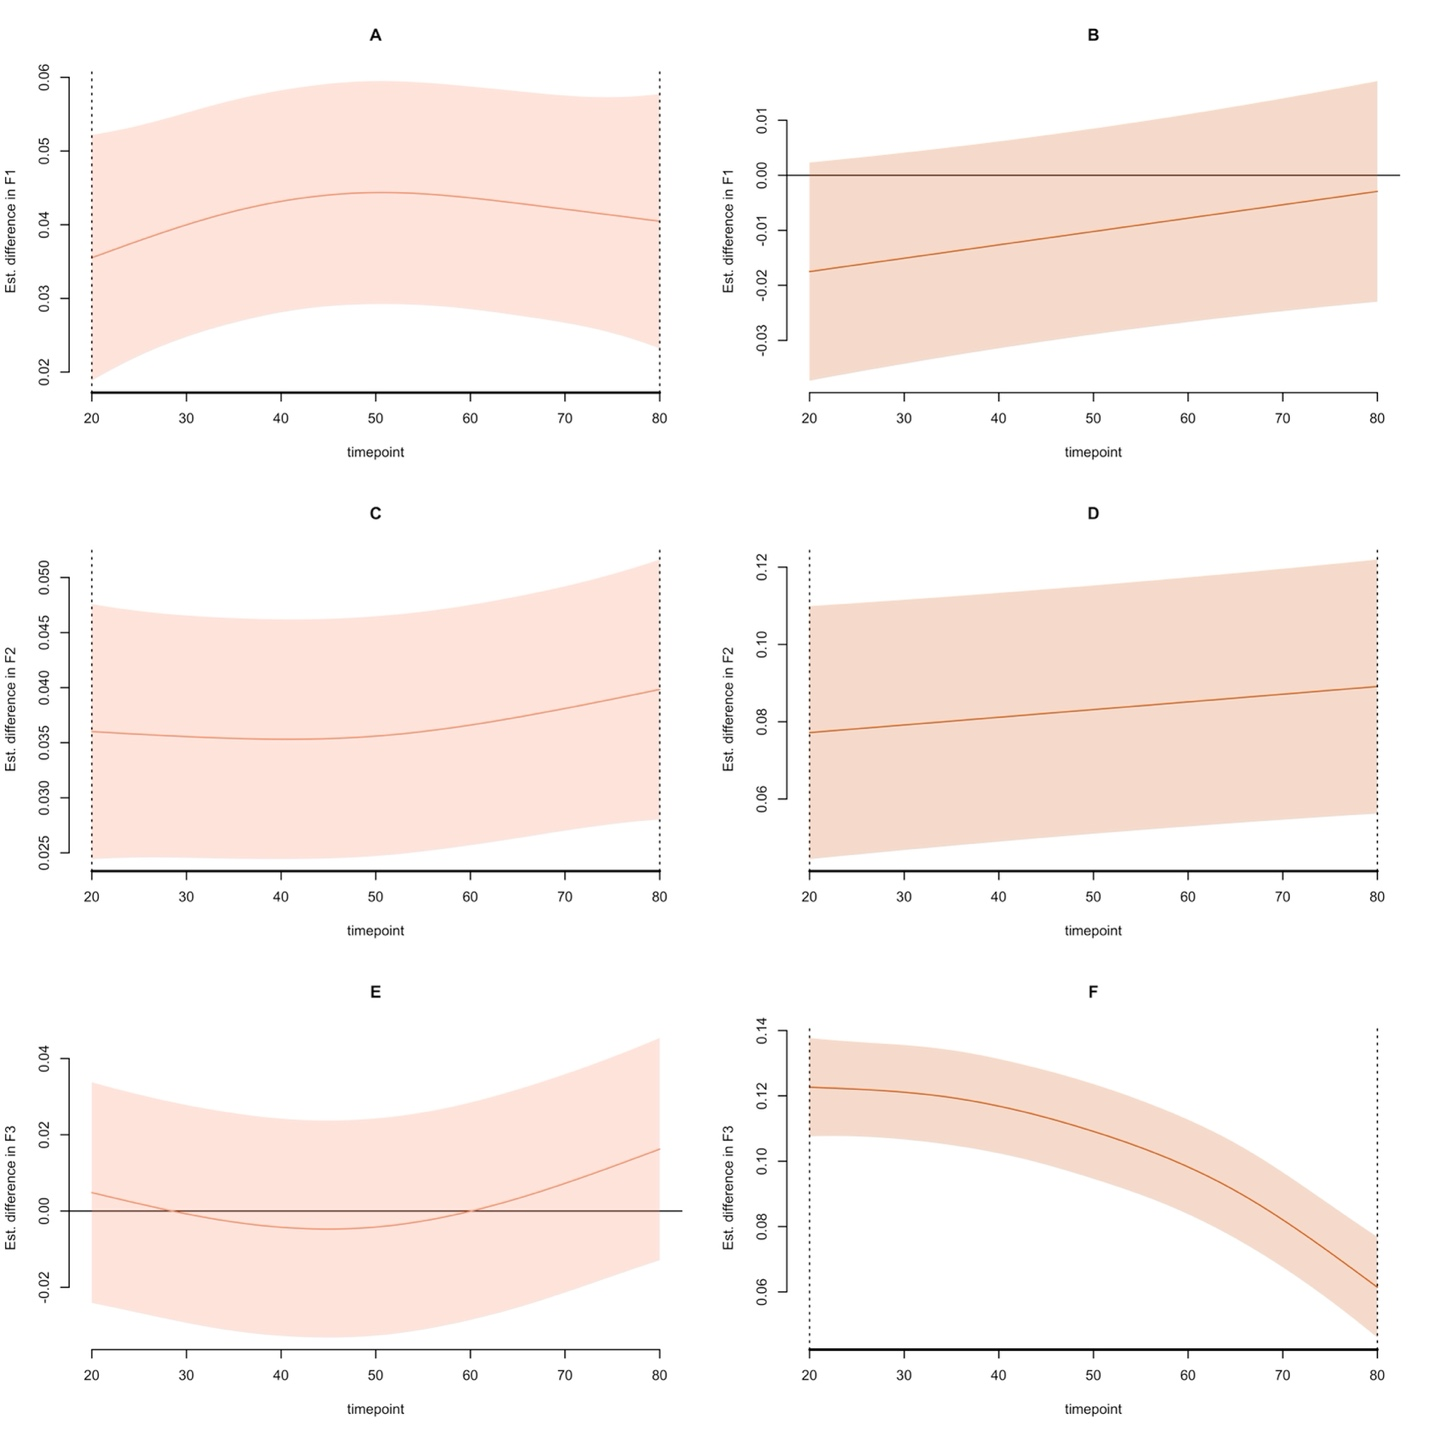 A
Est. difference in F1
0.06
0.05
0.04
0.03
0.02
20 30 40 50 60 70 80
timepoint
B
Est. difference in F1
0.01
0.00
-0.01
-0.02
-0.03
20 30 40 50 60 70 80
timepoint
C
Est. difference in F2
0.050
0.045
0.040
0.035
0.030
0.025
20 30 40 50 60 70 80
timepoint
D
Est. difference in F2
0.12
0.10
0.08
0.06
20 30 40 50 60 70 80
timepoint
E
Est. difference in F3
0.04
0.02
0.00
-0.02
20 30 40 50 60 70 80
timepoint
F
Est. difference in F3
0.14
0.12
0.10
0.08
0.06
20 30 40 50 60 70 80
timepoint